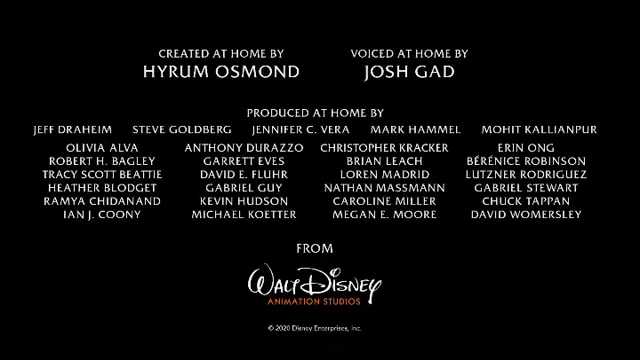 CREATED AT HOME BY VOICED AT HOME BY
HYRUM OSMOND JOSH GAD
PRODUCED AT HOME BY
JEFF DRAHEIM STEVE GOLDBERG JENNIFER C. VERA MARK HAMMEL MOHIT KALLIANPUR
OLIVIA ALVA ANTHONY DURAZZO CHRISTOPHER KRACKER ERIN ONG
ROBERT H. BAGLEY GARRETT EVES BRIAN LEACH BÉRÉNICE ROBINSON
TRACY SCOTT BEATTIE DAVID E. FLUHR LOREN MADRID LUTZNER RODRIGUEZ
HEATHER BLODGET GABRIEL GUY NATHAN MASSMANN GABRIEL STEWART
RAMYA CHIDANAND KEVIN HUDSON CAROLINE MILLER CHUCK TAPPAN
IAN J. COONY MICHAEL KOETTER MEGAN E. MOORE DAVID WOMERSLEY
FROM
WALT DISNEY
ANIMATION STUDIOS
© 2020 Disney Enterprises, Inc.